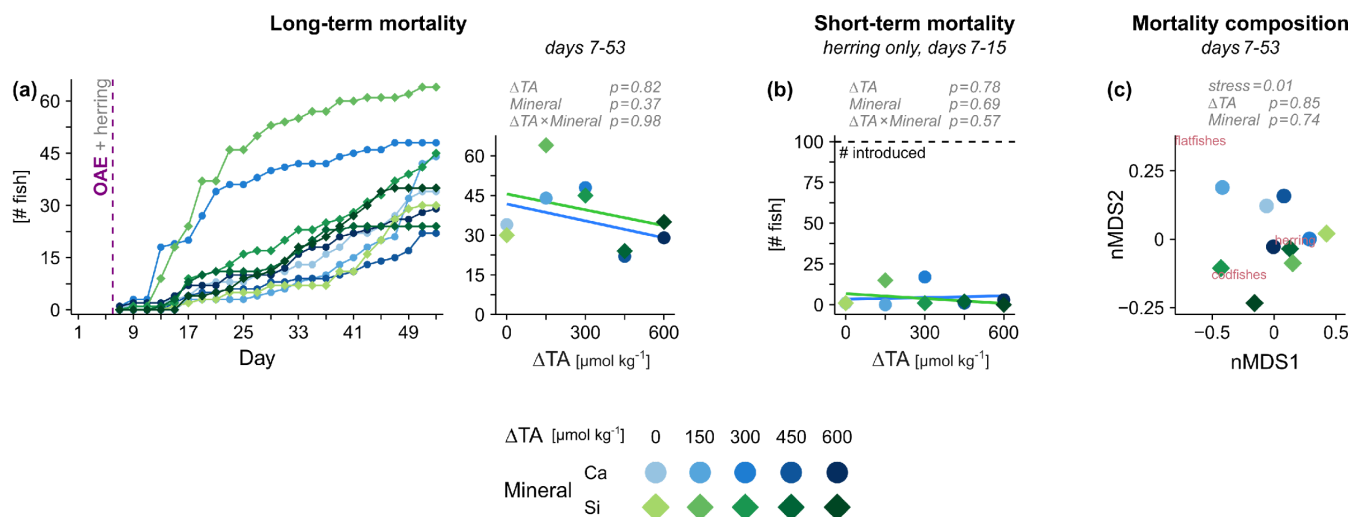 Long-term mortality
days 7-53
Short-term mortality
herring only, days 7-15
Mortality composition
days 7-53
(a)
OAE + herring
[# fish]
60
45
30
15
0
1 9 17 25 33 41 49
Day
ΔTA p=0.82
Mineral p=0.37
ΔTA×Mineral p=0.98
60
45
30
15
0
0 300 600
ΔTA [µmol kg⁻¹]
(b)
ΔTA p=0.78
Mineral p=0.69
ΔTA×Mineral p=0.57
# introduced
[# fish]
100
75
50
25
0
0 300 600
ΔTA [µmol kg⁻¹]
(c)
stress=0.01
ΔTA p=0.85
Mineral p=0.74
flatfishes
herring
codfishes
nMDS2
0.25
0
−0.25
−0.5 0 0.5
nMDS1
ΔTA [µmol kg⁻¹] 0 150 300 450 600
Mineral
Ca
Si